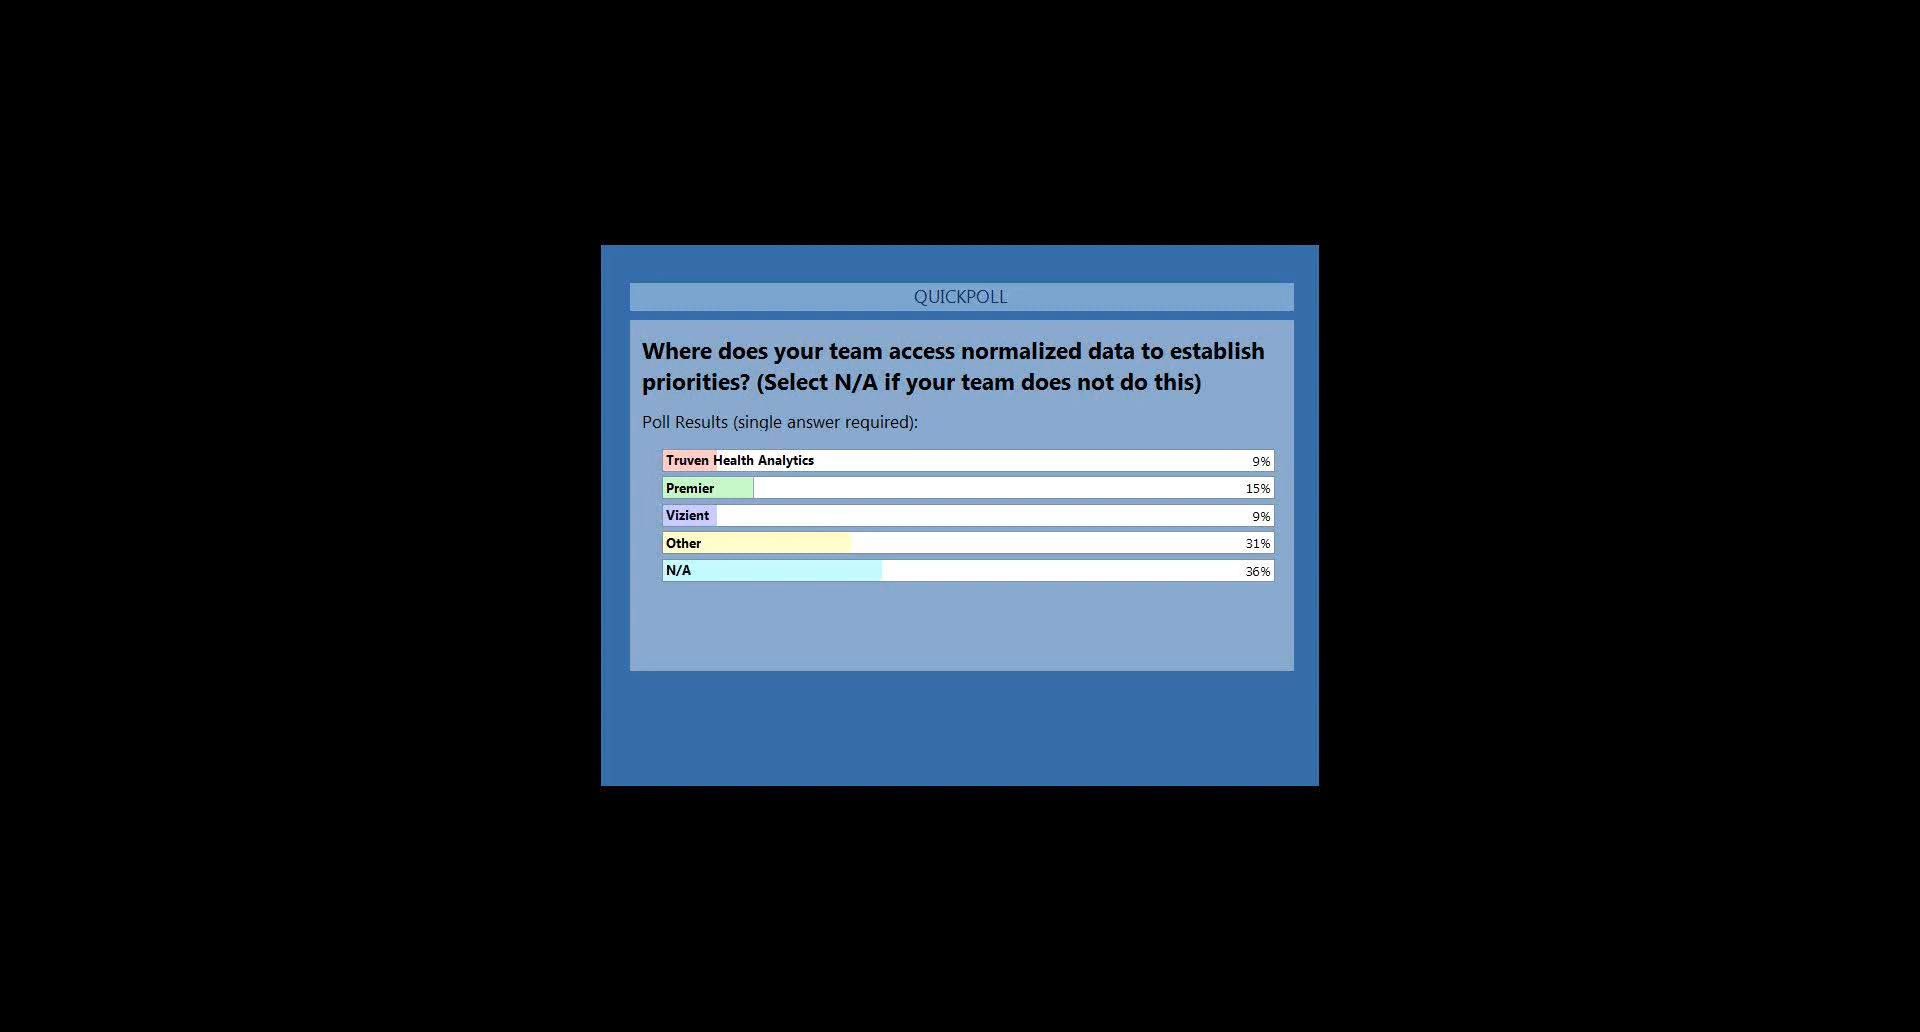 QUICKPOLL
Where does your team access normalized data to establish
priorities? (Select N/A if your team does not do this)
Poll Results (single answer required):
Truven Health Analytics 9%
Premier 15%
Vizient 9%
Other 31%
N/A 36%